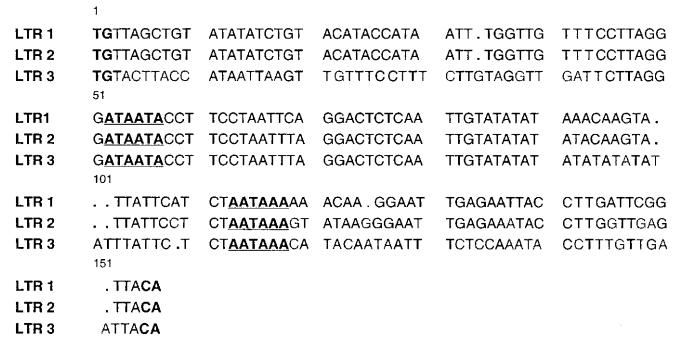 1
LTR 1 TGTTAGCTGT ATATATCTGT ACATACCATA ATT.TGGTTG TTTCCTTAGG
LTR 2 TGTTAGCTGT ATATATCTGT ACATACCATA ATT.TGGTTG TTTCCTTAGG
LTR 3 TGTACTTACC ATAATTAAGT TGTTTCCTTT CTTGTAGGTT GATTCTTAGG
51
LTR1 GATAATACCT TCCTAATTCA GGACTCTCAA TTGTATATAT AAACAAGTA.
LTR 2 GATAATACCT TCCTAATTTA GGACTCTCAA TTGTATATAT ATACAAGTA.
LTR 3 GATAATACCT TCCTAATTTA GGACTCTCAA TTGTATATAT ATATATATAT
101
LTR 1 ..TTATTCAT CTAATAAAAA ACAA.GGAAT TGAGAATTAC CTTGATTCGG
LTR 2 ..TTATTCCT CTAATAAAGT ATAAGGGAAT TGAGAAATAC CTTGGTTGAG
LTR 3 ATTTATTC.T CTAATAAACA TACAATAATT TCTCCAAATA CCTTTGTTGA
151
LTR 1 .TTACA
LTR 2 .TTACA
LTR 3 ATTACA